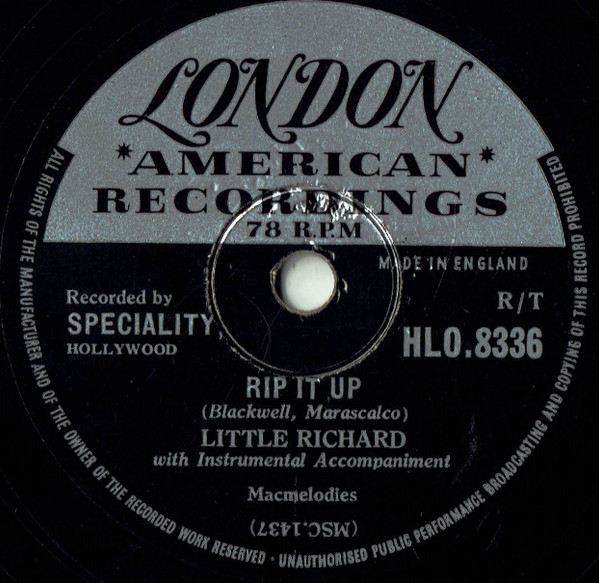 LONDON
*AMERICAN*
RECORDINGS
78 R.P.M
MADE IN ENGLAND
Recorded by
SPECIALITY
HOLLYWOOD
R/T
HLO.8336
RIP IT UP
(Blackwell, Marascalco)
LITTLE RICHARD
with Instrumental Accompaniment
Macmelodies
(MSC.1437)
ALL RIGHTS OF THE MANUFACTURER AND OF THE OWNER OF THE RECORDED WORK RESERVED · UNAUTHORISED PUBLIC PERFORMANCE BROADCASTING AND COPYING OF THIS RECORD PROHIBITED